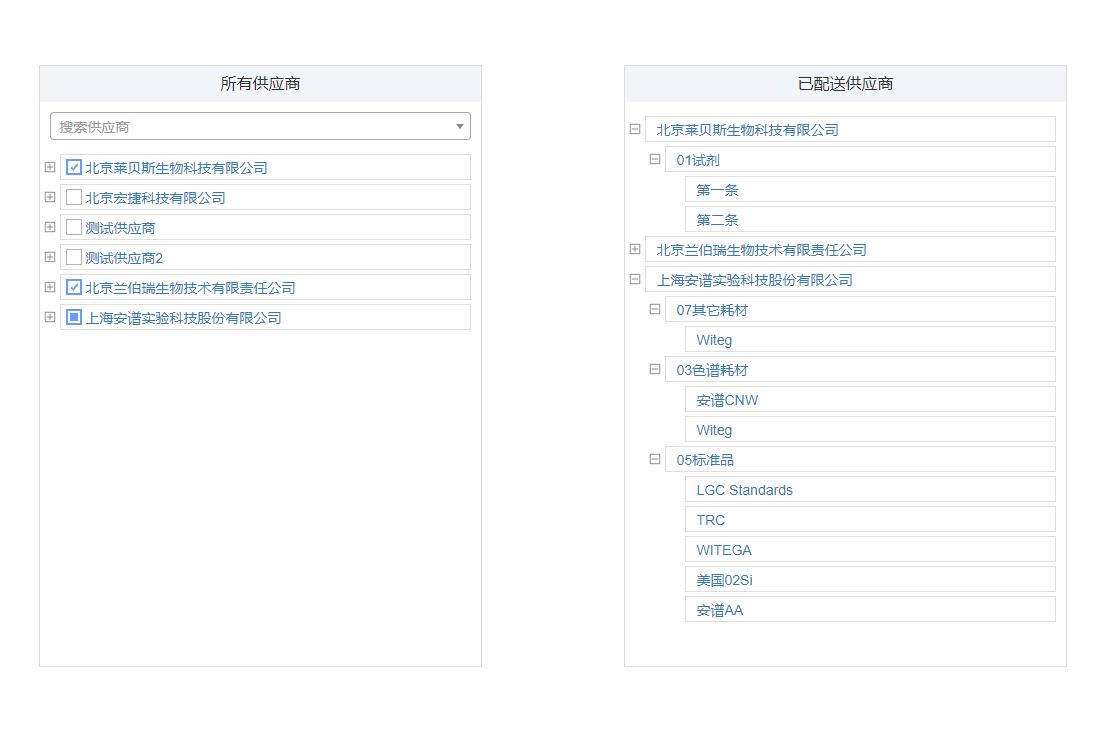 所有供应商
搜索供应商
北京莱贝斯生物科技有限公司
北京宏捷科技有限公司
测试供应商
测试供应商2
北京兰伯瑞生物技术有限责任公司
上海安谱实验科技股份有限公司
已配送供应商
北京莱贝斯生物科技有限公司
01试剂
第一条
第二条
北京兰伯瑞生物技术有限责任公司
上海安谱实验科技股份有限公司
07其它耗材
Witeg
03色谱耗材
安谱CNW
Witeg
05标准品
LGC Standards
TRC
WITEGA
美国02Si
安谱AA